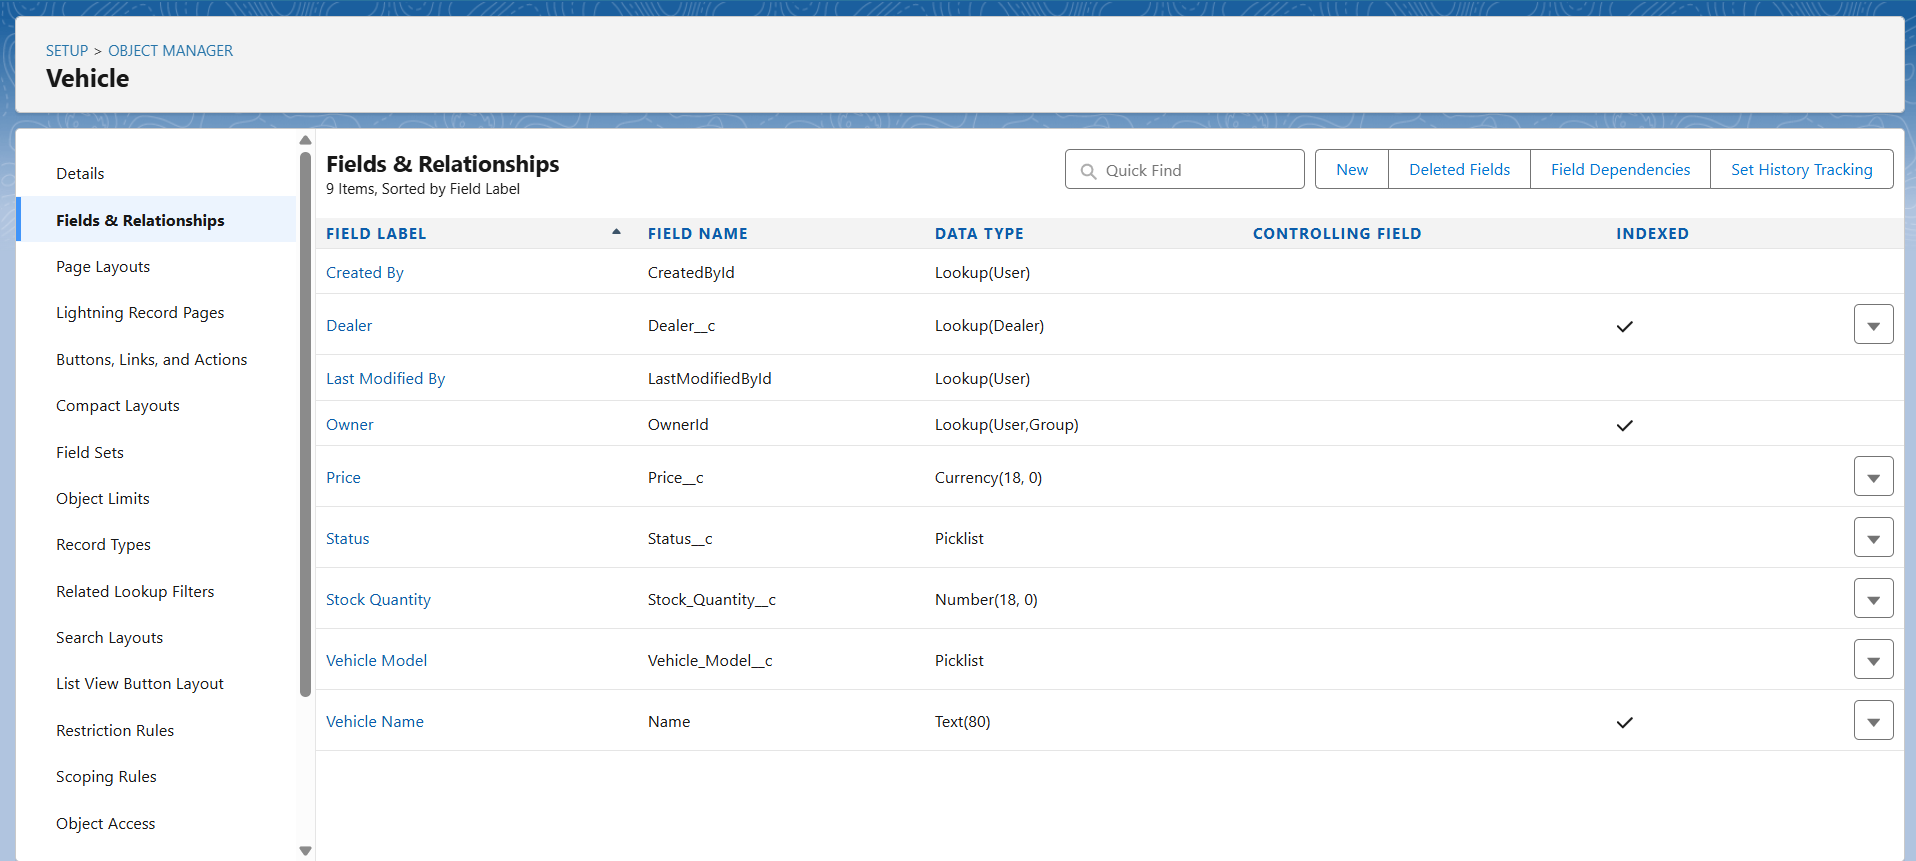 SETUP > OBJECT MANAGER
Vehicle
Details
Fields & Relationships
Page Layouts
Lightning Record Pages
Buttons, Links, and Actions
Compact Layouts
Field Sets
Object Limits
Record Types
Related Lookup Filters
Search Layouts
List View Button Layout
Restriction Rules
Scoping Rules
Object Access
Fields & Relationships
9 Items, Sorted by Field Label
Quick Find
New Deleted Fields Field Dependencies Set History Tracking
FIELD LABEL FIELD NAME DATA TYPE CONTROLLING FIELD INDEXED
Created By CreatedById Lookup(User)
Dealer Dealer__c Lookup(Dealer)
Last Modified By LastModifiedById Lookup(User)
Owner OwnerId Lookup(User,Group)
Price Price__c Currency(18, 0)
Status Status__c Picklist
Stock Quantity Stock_Quantity__c Number(18, 0)
Vehicle Model Vehicle_Model__c Picklist
Vehicle Name Name Text(80)